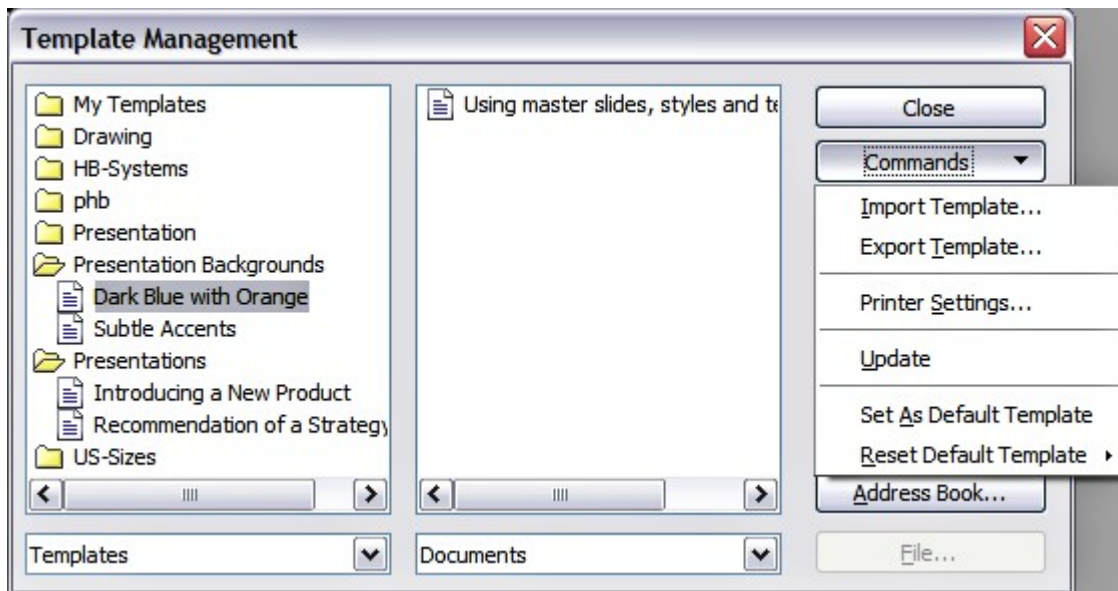 Template Management
My Templates
Drawing
HB-Systems
phb
Presentation
Presentation Backgrounds
Dark Blue with Orange
Subtle Accents
Presentations
Introducing a New Product
Recommendation of a Strategy
US-Sizes
Templates
Using master slides, styles and te
Documents
Close
Commands
Import Template...
Export Template...
Printer Settings...
Update
Set As Default Template
Reset Default Template
Address Book...
File...